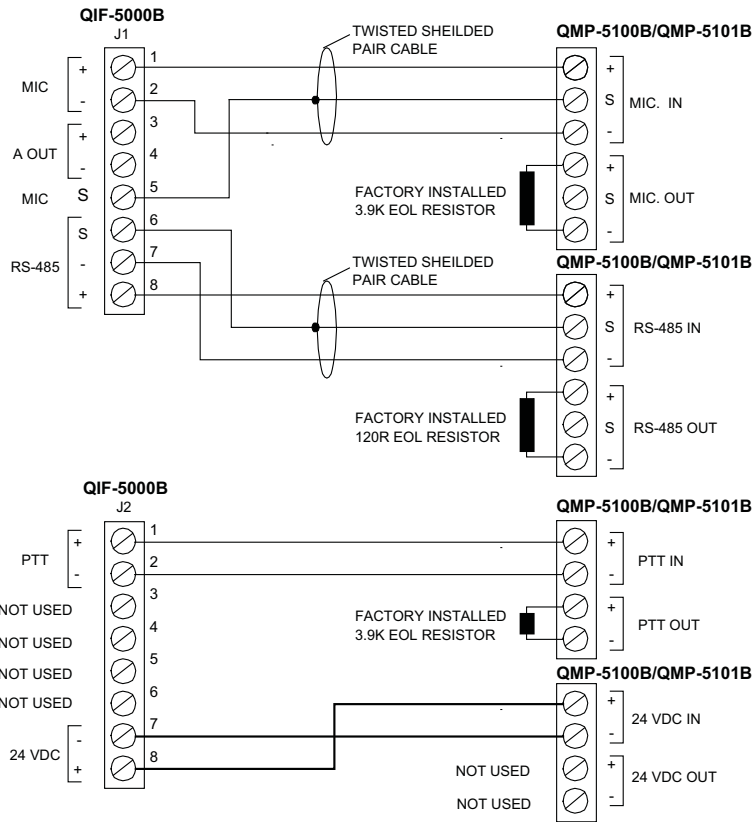 QIF-5000B
J1
MIC
+
-
A OUT
+
-
MIC S
RS-485
S
-
+
1
2
3
4
5
6
7
8
TWISTED SHEILDED
PAIR CABLE
QMP-5100B/QMP-5101B
+
S
-
MIC. IN
+
S
-
MIC. OUT
FACTORY INSTALLED
3.9K EOL RESISTOR
TWISTED SHEILDED
PAIR CABLE
QMP-5100B/QMP-5101B
+
S
-
RS-485 IN
+
S
-
RS-485 OUT
FACTORY INSTALLED
120R EOL RESISTOR
QIF-5000B
J2
PTT
+
-
NOT USED
NOT USED
NOT USED
NOT USED
24 VDC
-
+
1
2
3
4
5
6
7
8
QMP-5100B/QMP-5101B
+
-
PTT IN
+
-
PTT OUT
FACTORY INSTALLED
3.9K EOL RESISTOR
QMP-5100B/QMP-5101B
+
-
24 VDC IN
+
-
24 VDC OUT
NOT USED
NOT USED